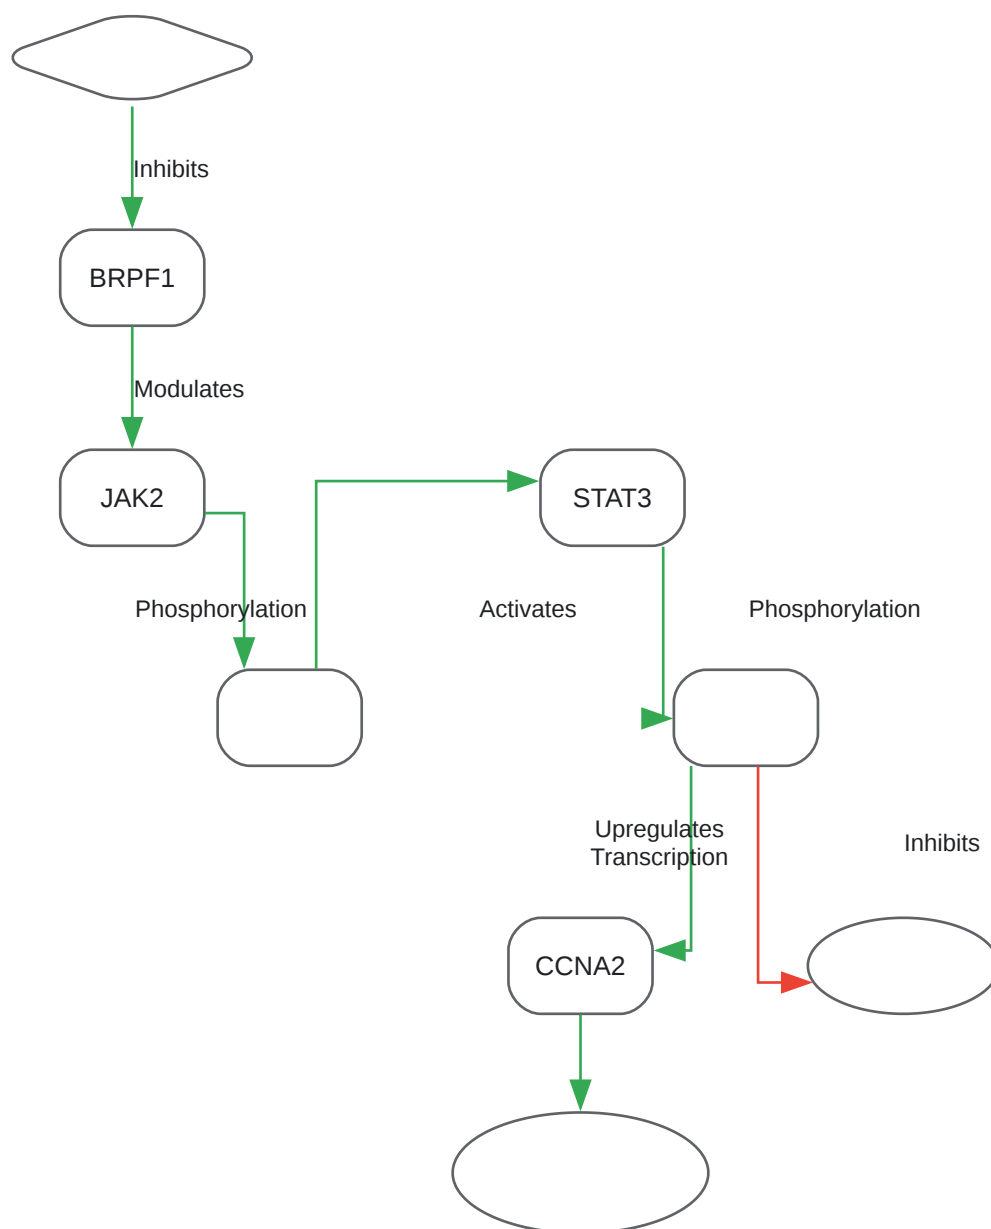 Inhibits
BRPF1
Modulates
JAK2
STAT3
Phosphorylation
Activates
Phosphorylation
Upregulates
Transcription
Inhibits
CCNA2